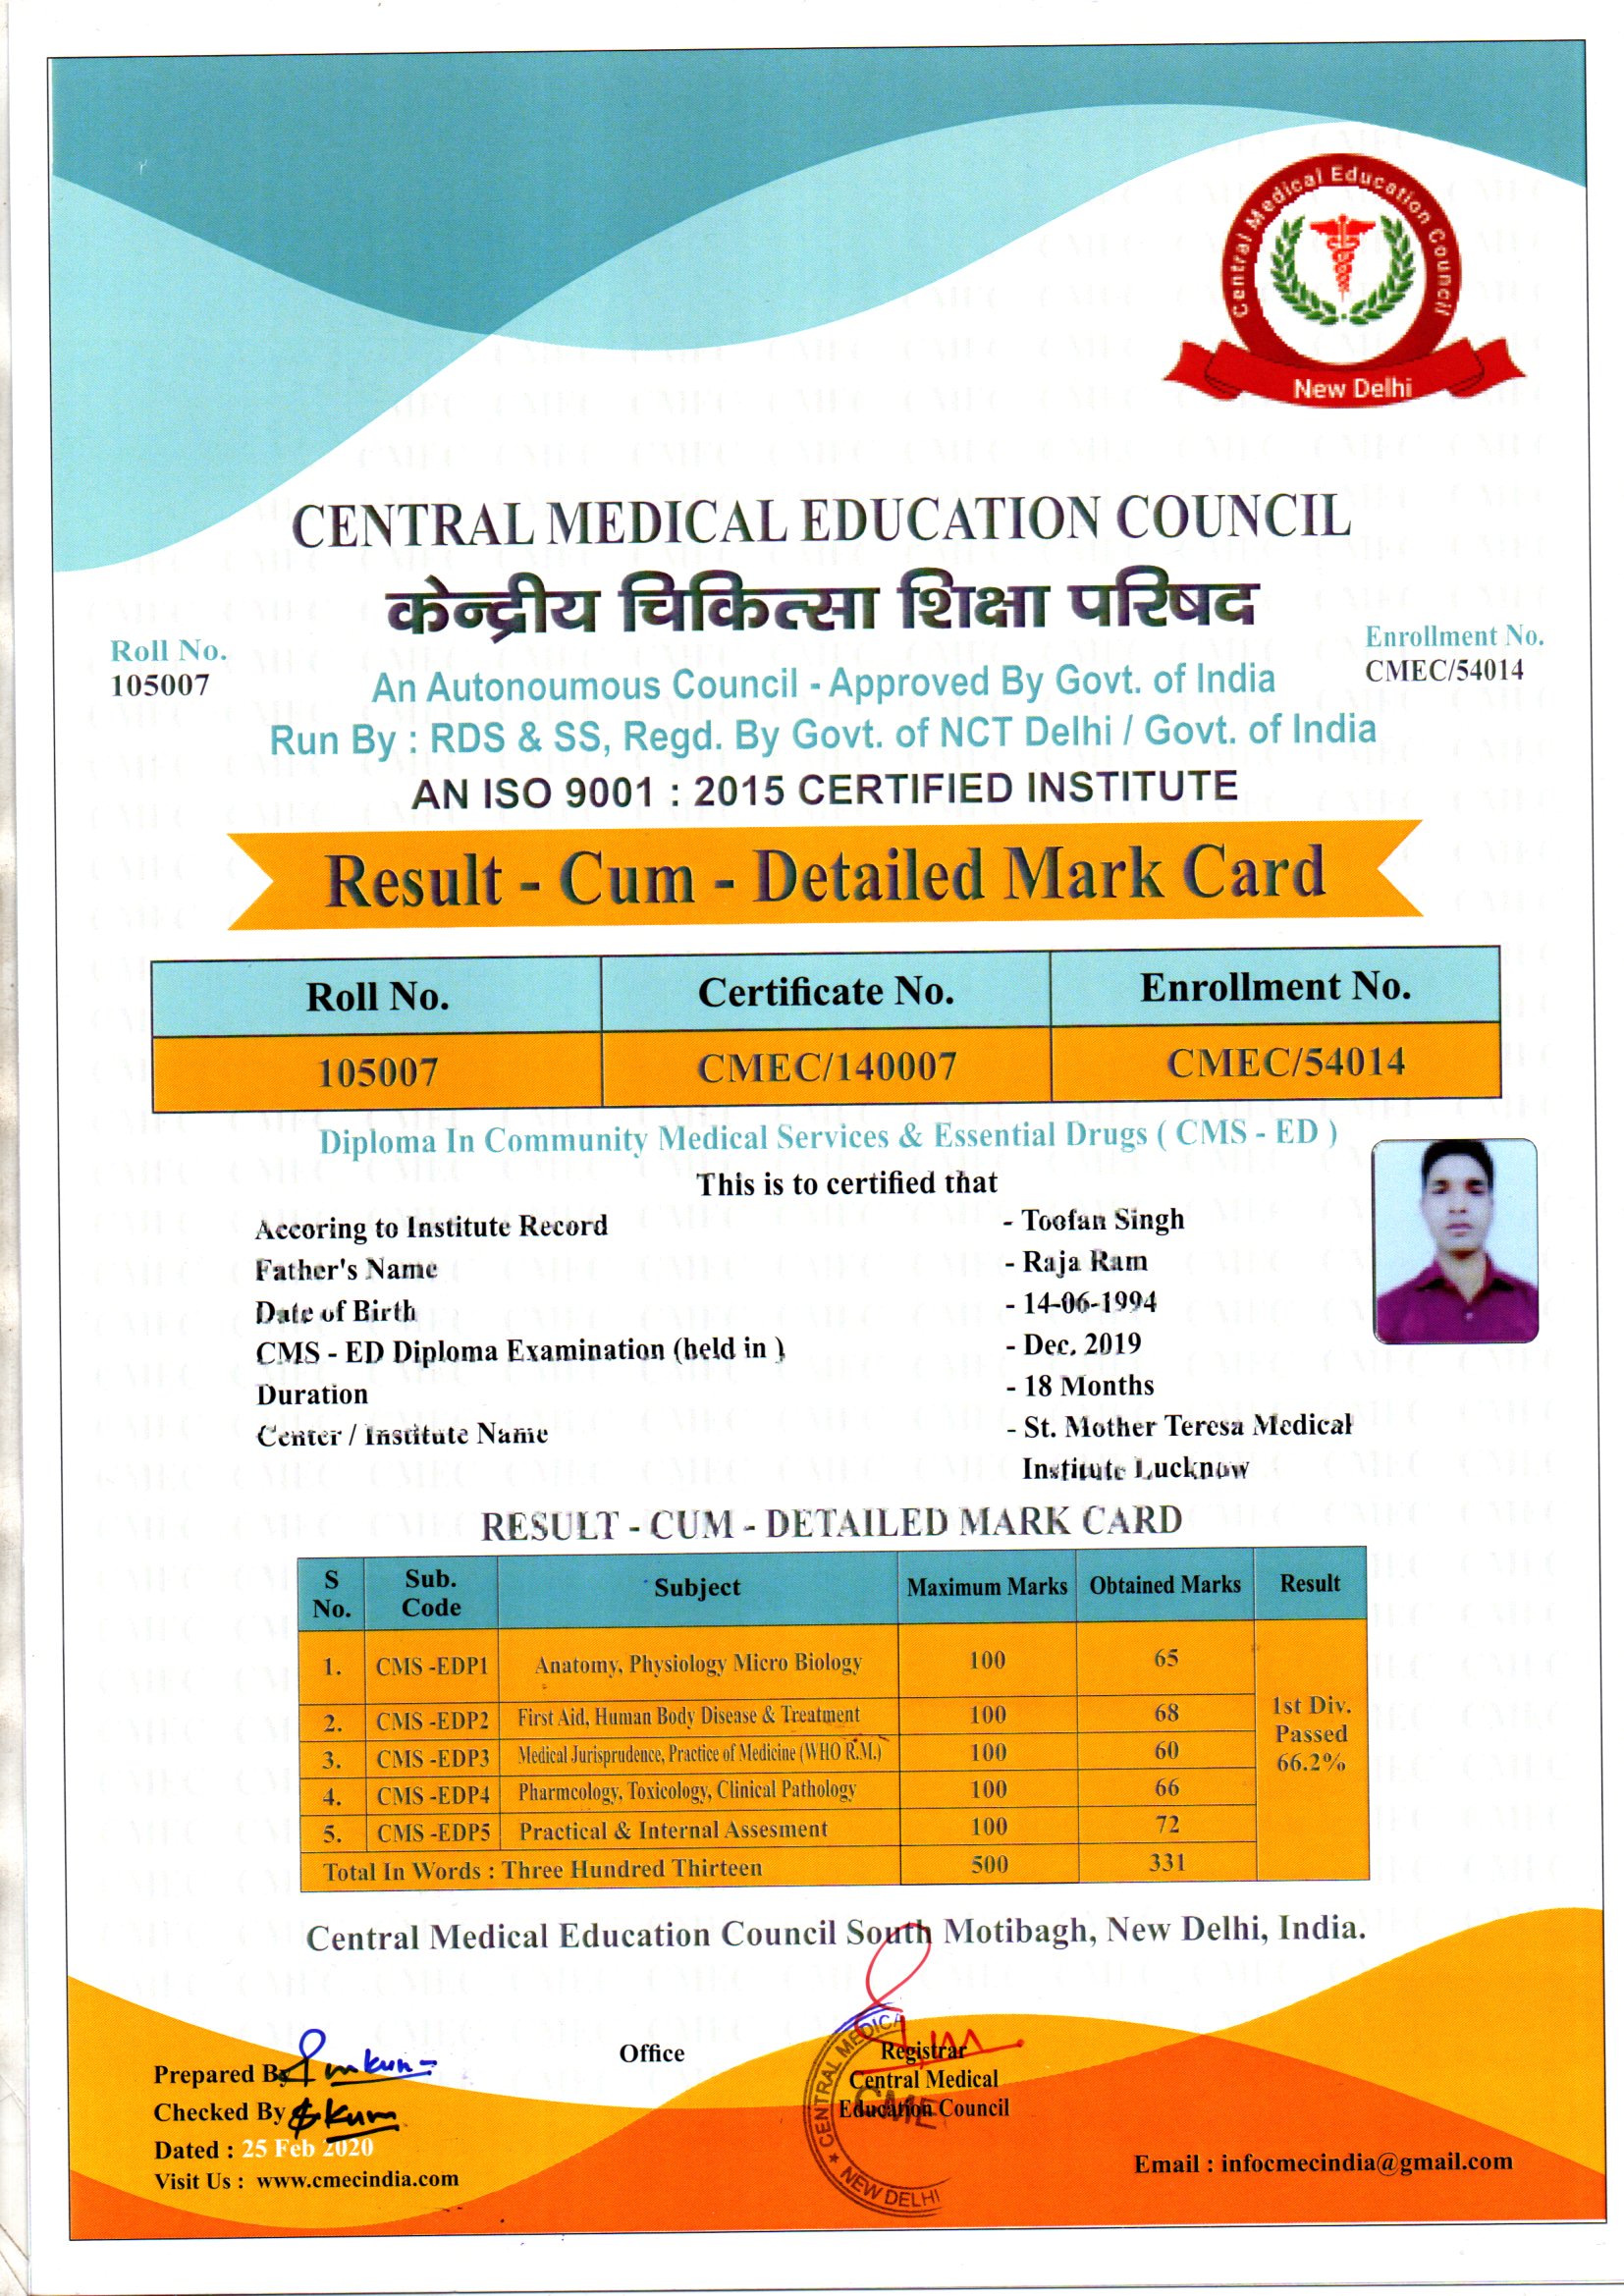 Central Medical Education Council
New Delhi
CENTRAL MEDICAL EDUCATION COUNCIL
केन्द्रीय चिकित्सा शिक्षा परिषद
Roll No.
105007
Enrollment No.
CMEC/54014
An Autonoumous Council - Approved By Govt. of India
Run By : RDS & SS, Regd. By Govt. of NCT Delhi / Govt. of India
AN ISO 9001 : 2015 CERTIFIED INSTITUTE
Result - Cum - Detailed Mark Card
Roll No. Certificate No. Enrollment No.
105007 CMEC/140007 CMEC/54014
Diploma In Community Medical Services & Essential Drugs ( CMS - ED )
This is to certified that
Accoring to Institute Record - Toofan Singh
Father's Name - Raja Ram
Date of Birth - 14-06-1994
CMS - ED Diploma Examination (held in ) - Dec. 2019
Duration - 18 Months
Center / Institute Name - St. Mother Teresa Medical
Institute Lucknow
RESULT - CUM - DETAILED MARK CARD
S No. Sub. Code Subject Maximum Marks Obtained Marks Result
1. CMS -EDP1 Anatomy, Physiology Micro Biology 100 65
2. CMS -EDP2 First Aid, Human Body Disease & Treatment 100 68
3. CMS -EDP3 Medical Jurisprudence, Practice of Medicine (WHO R.M.) 100 60
4. CMS -EDP4 Pharmcology, Toxicology, Clinical Pathology 100 66
5. CMS -EDP5 Practical & Internal Assesment 100 72
1st Div.
Passed
66.2%
Total In Words : Three Hundred Thirteen 500 331
Central Medical Education Council South Motibagh, New Delhi, India.
Prepared By
Checked By
Dated : 25 Feb 2020
Visit Us : www.cmecindia.com
Office
Registrar
Central Medical
Education Council
CENTRAL MEDICA
CME
NEW DELHI
Email : infocmecindia@gmail.com